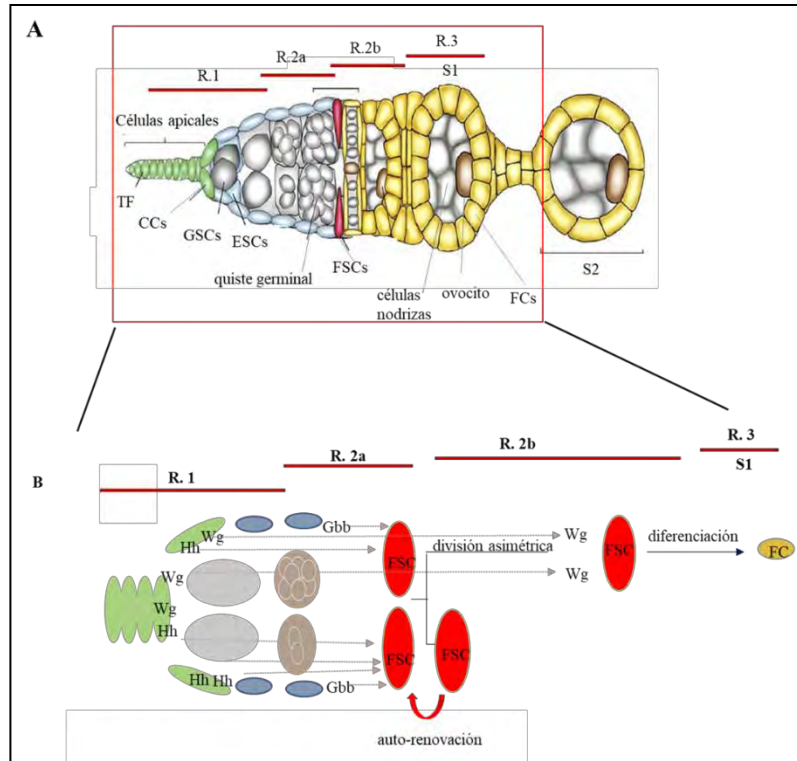 A
R.1
R.2a
R.2b
R.3
S1
Células apicales
TF
CCs
GSCs
ESCs
quiste germinal
FSCs
células
nodrizas
ovocito
FCs
S2
B
R. 1
R. 2a
R. 2b
R. 3
S1
Wg
Hh
Gbb
FSC
división asimétrica
Wg
FSC
diferenciación
FC
Wg
Wg
Wg
Hh
FSC
FSC
Hh Hh
Gbb
auto-renovación